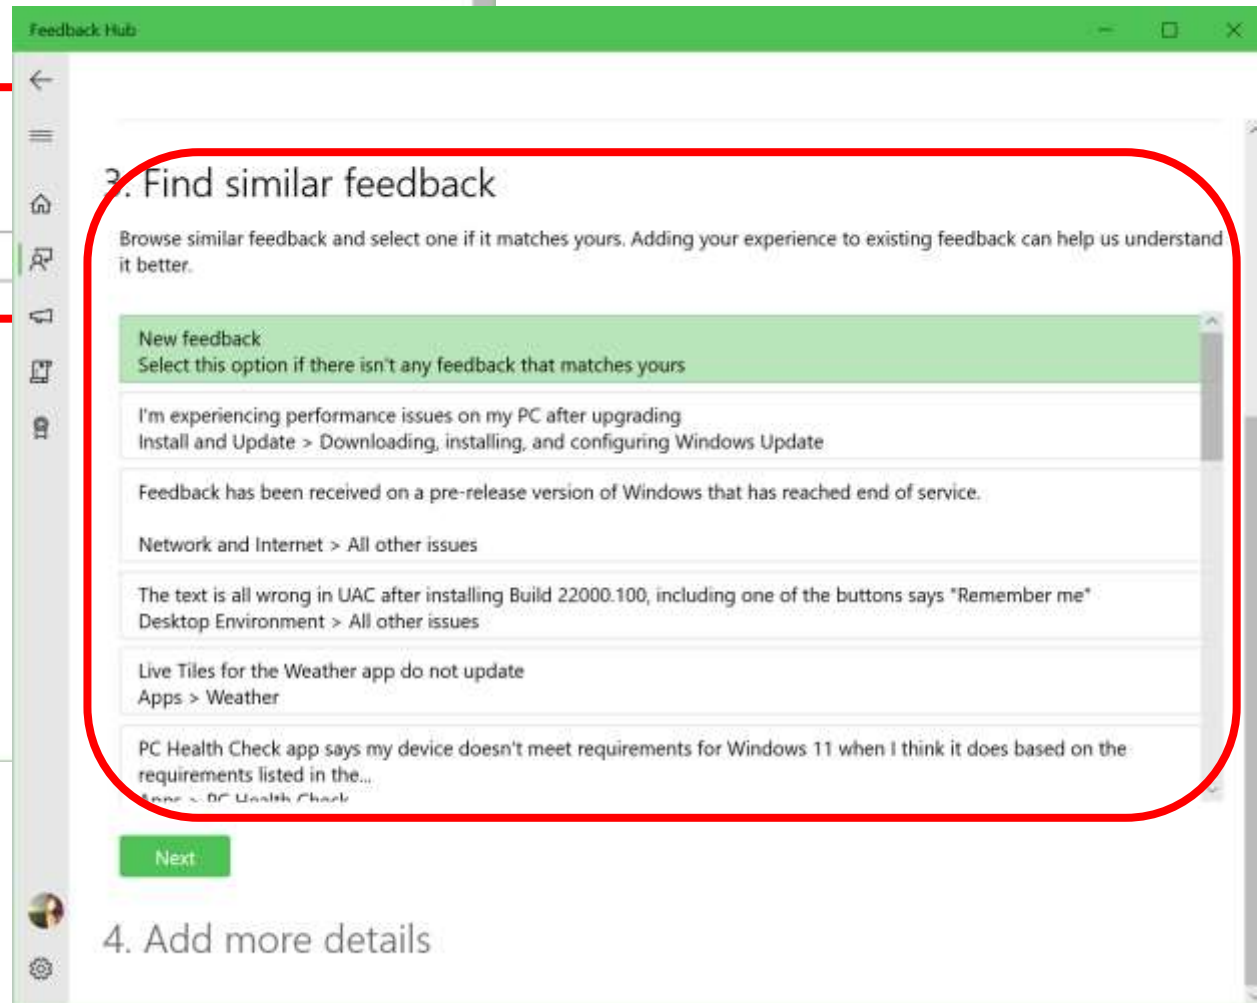 Feedback Hub
3. Find similar feedback
Browse similar feedback and select one if it matches yours. Adding your experience to existing feedback can help us understand
it better.
New feedback
Select this option if there isn't any feedback that matches yours
I'm experiencing performance issues on my PC after upgrading
Install and Update > Downloading, installing, and configuring Windows Update
Feedback has been received on a pre-release version of Windows that has reached end of service.
Network and Internet > All other issues
The text is all wrong in UAC after installing Build 22000.100, including one of the buttons says "Remember me"
Desktop Environment > All other issues
Live Tiles for the Weather app do not update
Apps > Weather
PC Health Check app says my device doesn't meet requirements for Windows 11 when I think it does based on the
requirements listed in the...
Apps > PC Health Check
Next
4. Add more details